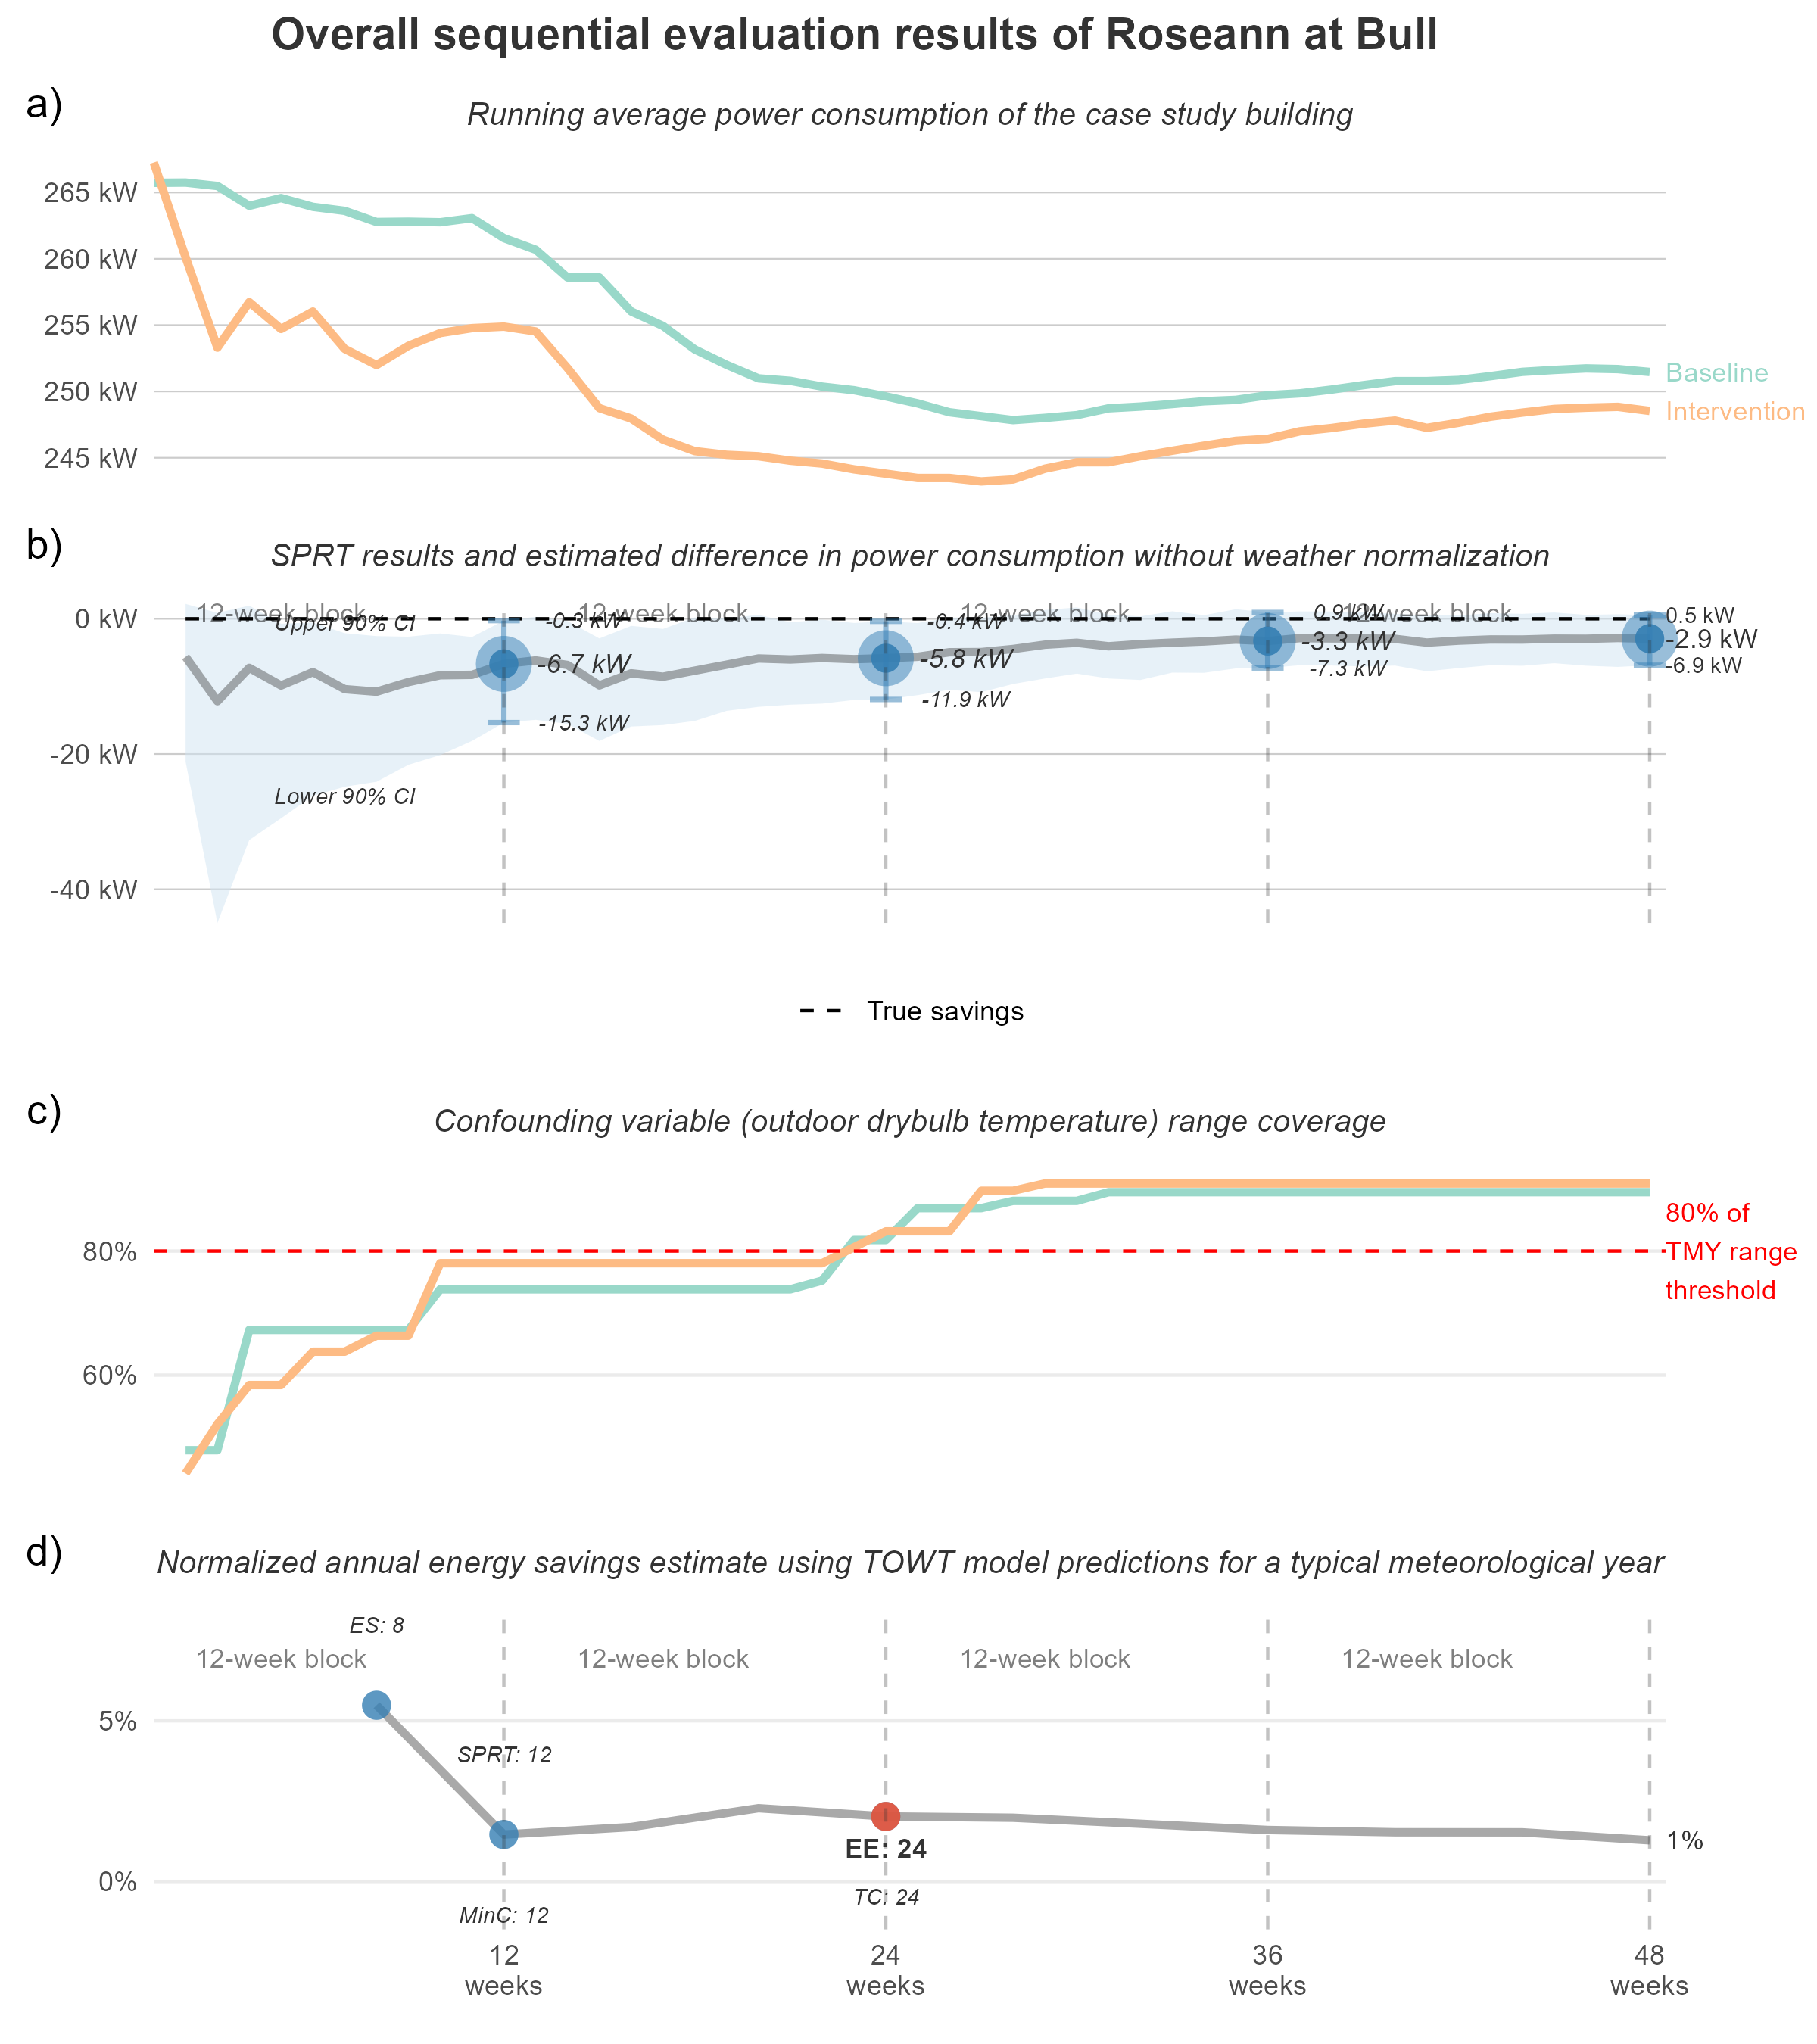 Overall sequential evaluation results of Roseann at Bull
a)
Running average power consumption of the case study building
265 kW
260 kW
255 kW
250 kW
245 kW
Baseline
Intervention
b)
SPRT results and estimated difference in power consumption without weather normalization
12-week block
12-week block
12-week block
12-week block
0 kW
-20 kW
-40 kW
Upper 90% CI
Lower 90% CI
-0.3 kW
-6.7 kW
-15.3 kW
-0.4 kW
-5.8 kW
-11.9 kW
0.9 kW
-3.3 kW
-7.3 kW
0.5 kW
-2.9 kW
-6.9 kW
True savings
c)
Confounding variable (outdoor drybulb temperature) range coverage
80%
60%
80% of
TMY range
threshold
d)
Normalized annual energy savings estimate using TOWT model predictions for a typical meteorological year
ES: 8
12-week block
12-week block
12-week block
12-week block
5%
SPRT: 12
EE: 24
1%
0%
TC: 24
MinC: 12
12
weeks
24
weeks
36
weeks
48
weeks